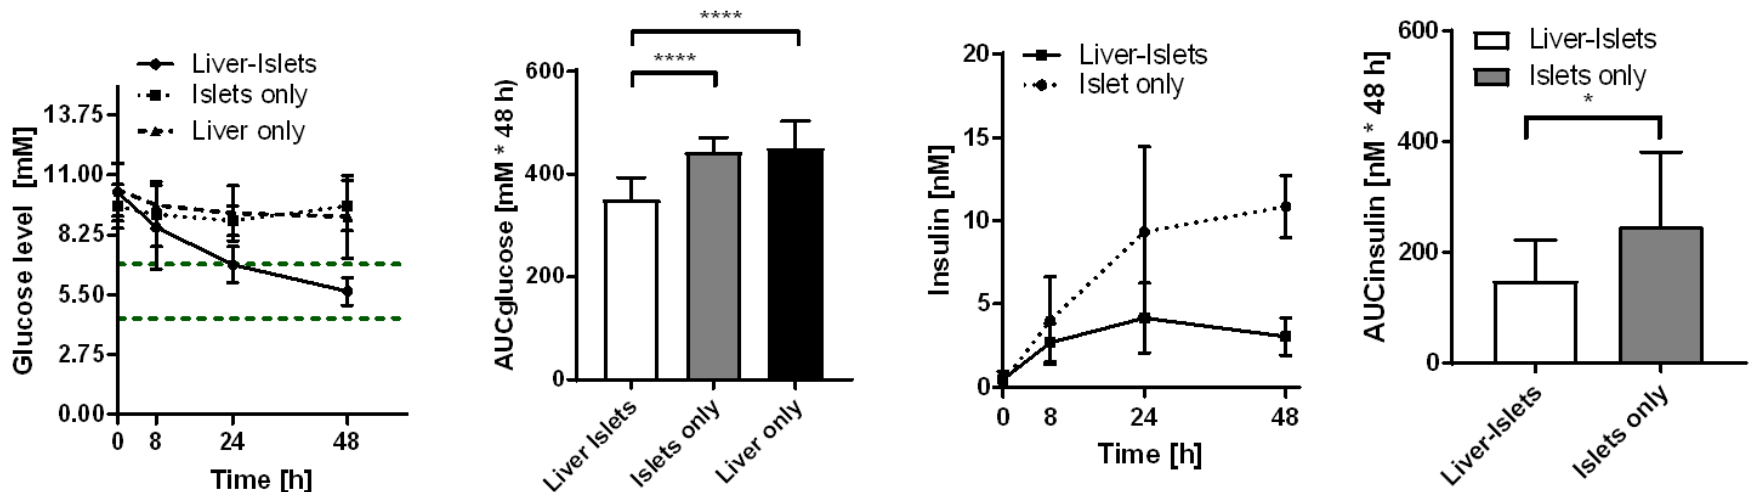 Glucose level [mM]
13.75
11.00
8.25
5.50
2.75
0.00
Liver-Islets
Islets only
Liver only
0 8 24 48
Time [h]
AUCglucose [mM * 48 h)
600
400
200
0
****
****
Liver Islets
Islets only
Liver only
Insulin [nM]
20
15
10
5
0
Liver-Islets
Islet only
0 8 24 48
Time [h]
AUCinsulin [nM * 48 h]
600
400
200
0
Liver-Islets
Islets only
*
Liver-Islets
Islets only